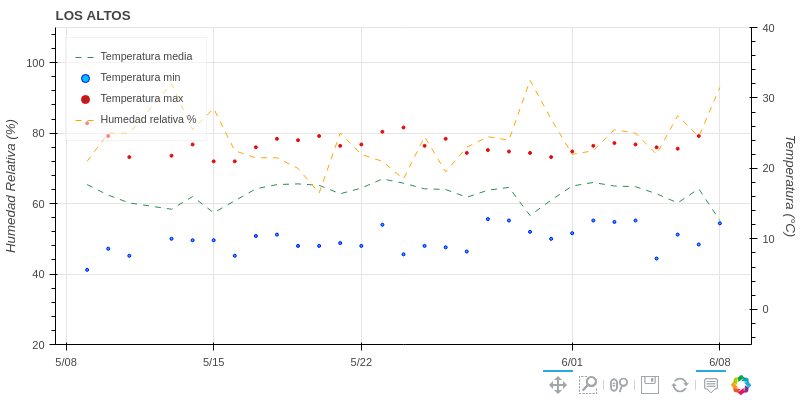 LOS ALTOS
Temperatura media
Temperatura min
Temperatura max
Humedad relativa %
Humedad Relativa (%)
100
80
60
40
20
40
30
20
10
0
Temperatura (°C)
5/08
5/15
5/22
6/01
6/08